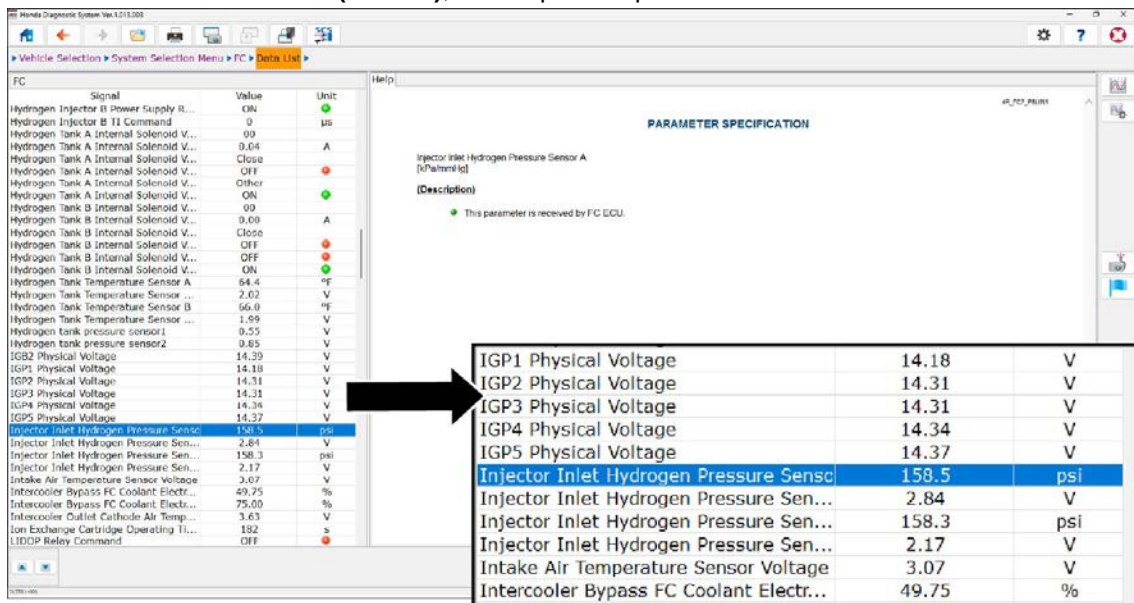 (
),
Honda Diagnostic System Ver.1.013.003
Vehicle Selection ▸ System Selection Menu ▸ FC ▸ Data List ▸
FC
Signal Value Unit
Hydrogen Injector B Power Supply R... ON
Hydrogen Injector B TI Command 0 µs
Hydrogen Tank A Internal Solenoid V... 00
Hydrogen Tank A Internal Solenoid V... 0.04 A
Hydrogen Tank A Internal Solenoid V... Close
Hydrogen Tank A Internal Solenoid V... OFF
Hydrogen Tank A Internal Solenoid V... Other
Hydrogen Tank A Internal Solenoid V... ON
Hydrogen Tank B Internal Solenoid V... 00
Hydrogen Tank B Internal Solenoid V... 0.00 A
Hydrogen Tank B Internal Solenoid V... Close
Hydrogen Tank B Internal Solenoid V... OFF
Hydrogen Tank B Internal Solenoid V... OFF
Hydrogen Tank B Internal Solenoid V... ON
Hydrogen Tank Temperature Sensor A 64.4 °F
Hydrogen Tank Temperature Sensor ... 2.02 V
Hydrogen Tank Temperature Sensor B 66.0 °F
Hydrogen Tank Temperature Sensor ... 1.99 V
Hydrogen tank pressure sensor1 0.55 V
Hydrogen tank pressure sensor2 0.85 V
IGB2 Physical Voltage 14.39 V
IGP1 Physical Voltage 14.18 V
IGP2 Physical Voltage 14.31 V
IGP3 Physical Voltage 14.31 V
IGP4 Physical Voltage 14.34 V
IGP5 Physical Voltage 14.37 V
Injector Inlet Hydrogen Pressure Senso 158.5 psi
Injector Inlet Hydrogen Pressure Sen... 2.84 V
Injector Inlet Hydrogen Pressure Sen... 158.3 psi
Injector Inlet Hydrogen Pressure Sen... 2.17 V
Intake Air Temperature Sensor Voltage 3.07 V
Intercooler Bypass FC Coolant Electr... 49.75 %
Intercooler Bypass FC Coolant Electr... 75.00 %
Intercooler Outlet Cathode Air Temp... 3.63 V
Ion Exchange Cartridge Operating Ti... 182 s
LIDOP Relay Command OFF
Help
PARAMETER SPECIFICATION
Injector Inlet Hydrogen Pressure Sensor A
[kPa/mmHg]
(Description)
This parameter is received by FC ECU.
IGP1 Physical Voltage 14.18 V
IGP2 Physical Voltage 14.31 V
IGP3 Physical Voltage 14.31 V
IGP4 Physical Voltage 14.34 V
IGP5 Physical Voltage 14.37 V
Injector Inlet Hydrogen Pressure Senso 158.5 psi
Injector Inlet Hydrogen Pressure Sen... 2.84 V
Injector Inlet Hydrogen Pressure Sen... 158.3 psi
Injector Inlet Hydrogen Pressure Sen... 2.17 V
Intake Air Temperature Sensor Voltage 3.07 V
Intercooler Bypass FC Coolant Electr... 49.75 %